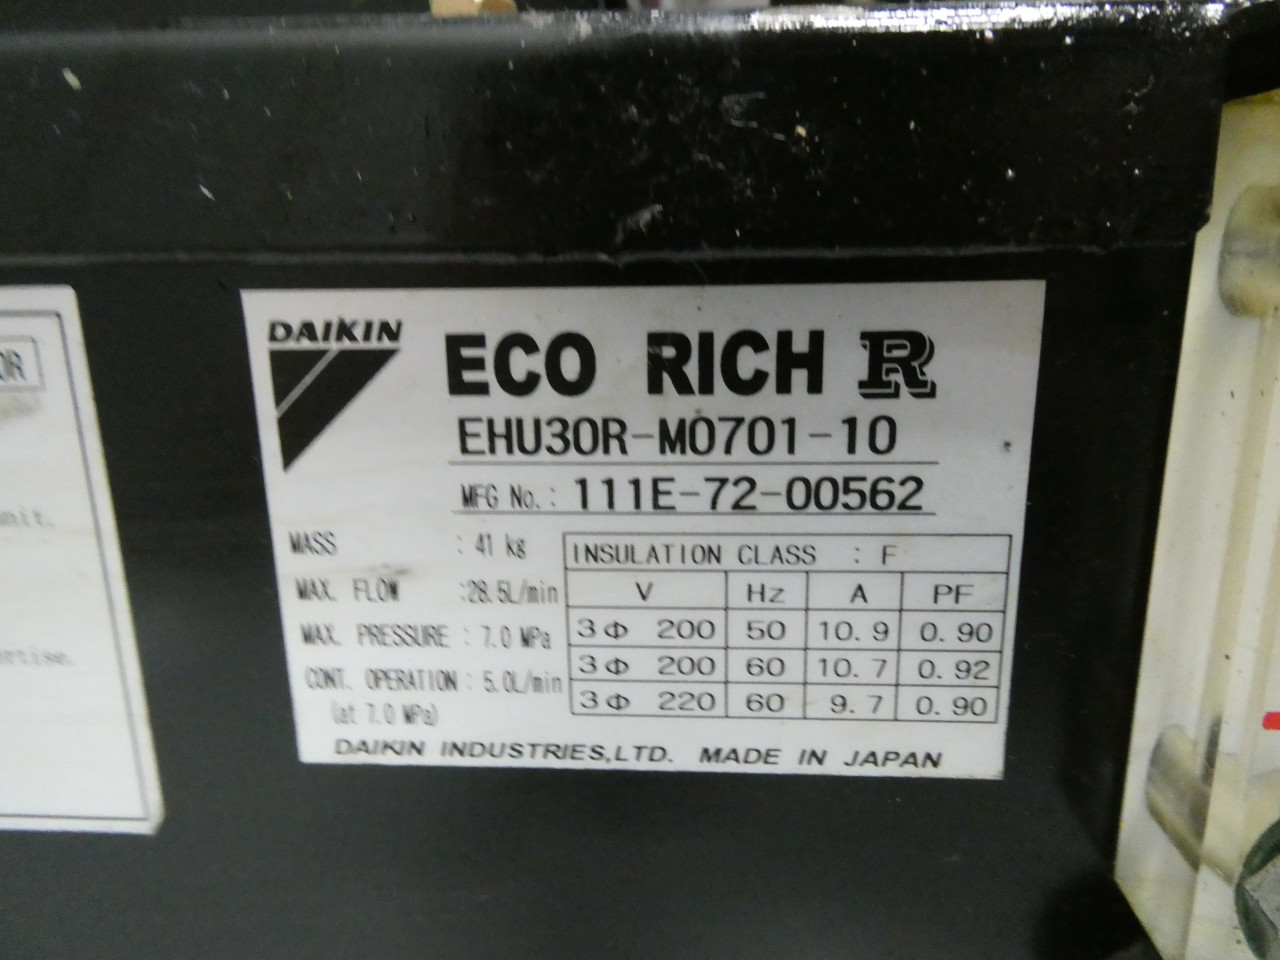 DAIKIN
ECO RICH R
EHU30R-M0701-10
MFG No.: 111E-72-00562
MASS : 41 kg
MAX. FLOW :28.5L/min
MAX. PRESSURE : 7.0 MPa
CONT. OPERATION : 5.0L/min
(at 7.0 MPa)
INSULATION CLASS : F
V Hz A PF
3Φ 200 50 10.9 0.90
3Φ 200 60 10.7 0.92
3Φ 220 60 9.7 0.90
DAIKIN INDUSTRIES,LTD. MADE IN JAPAN